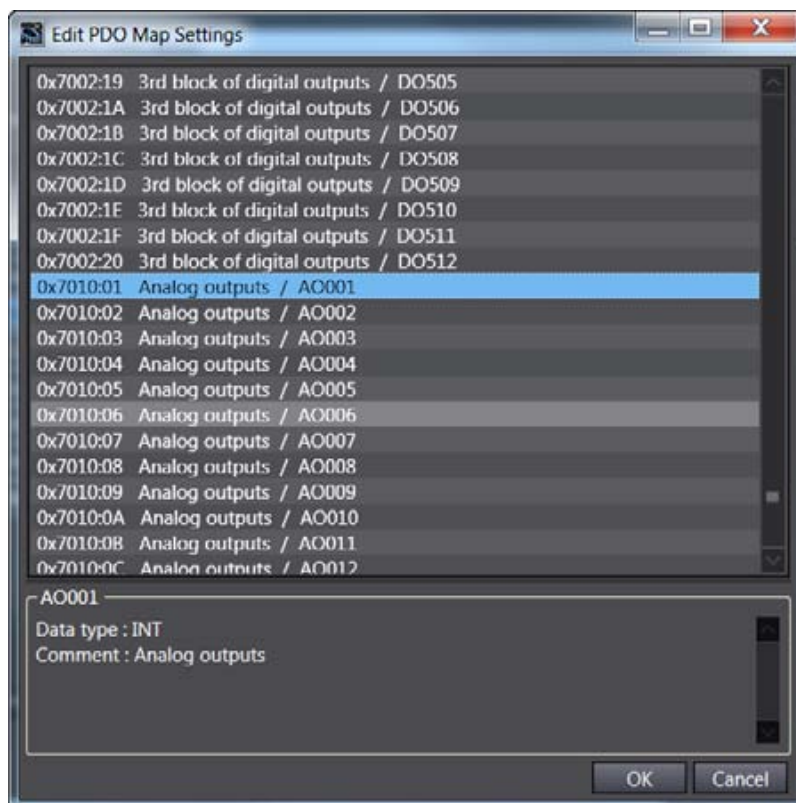 Edit PDO Map Settings
0x7002:19 3rd block of digital outputs / DO505
0x7002:1A 3rd block of digital outputs / DO506
0x7002:1B 3rd block of digital outputs / DO507
0x7002:1C 3rd block of digital outputs / DO508
0x7002:1D 3rd block of digital outputs / DO509
0x7002:1E 3rd block of digital outputs / DO510
0x7002:1F 3rd block of digital outputs / DO511
0x7002:20 3rd block of digital outputs / DO512
0x7010:01 Analog outputs / AO001
0x7010:02 Analog outputs / AO002
0x7010:03 Analog outputs / AO003
0x7010:04 Analog outputs / AO004
0x7010:05 Analog outputs / AO005
0x7010:06 Analog outputs / AO006
0x7010:07 Analog outputs / AO007
0x7010:08 Analog outputs / AO008
0x7010:09 Analog outputs / AO009
0x7010:0A Analog outputs / AO010
0x7010:0B Analog outputs / AO011
0x7010:0C Analog outputs / AO012
AO001
Data type : INT
Comment : Analog outputs
OK Cancel